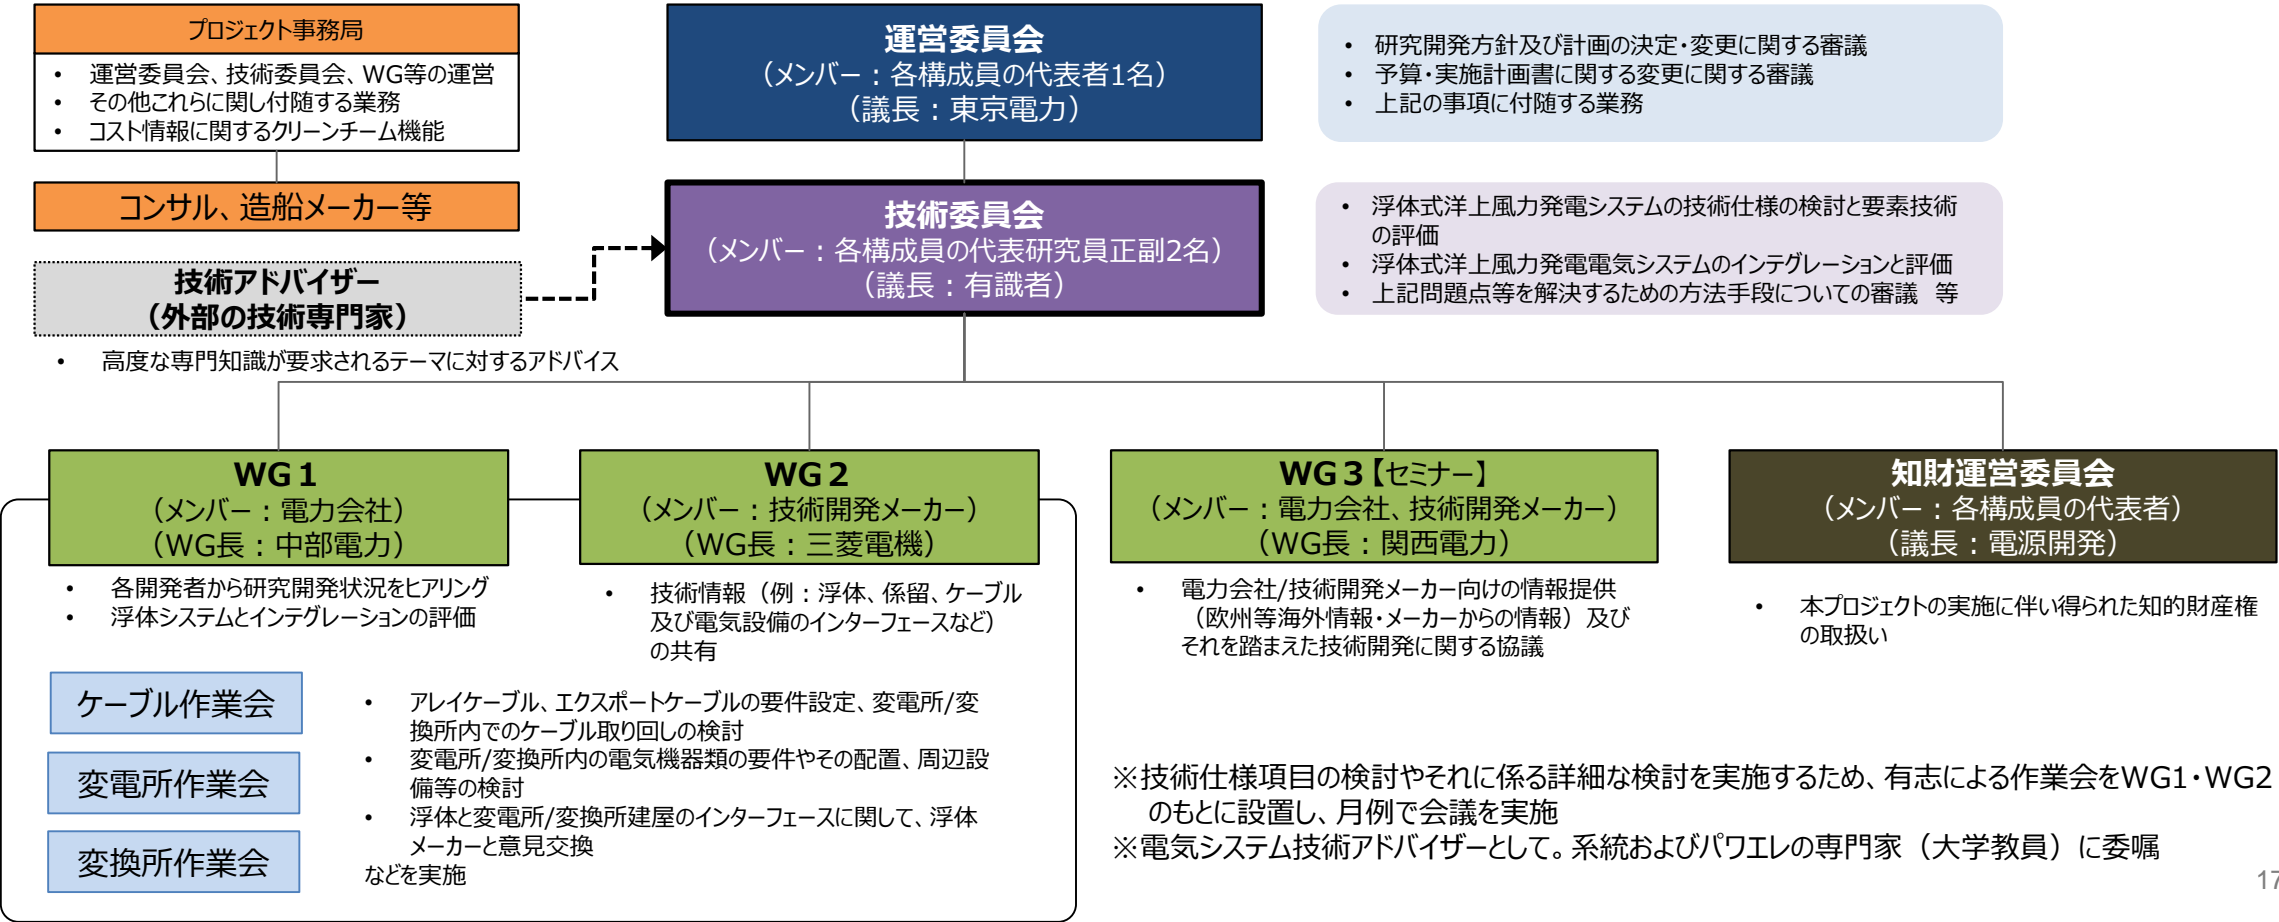 プロジェクト事務局
• 運営委員会、技術委員会、WG等の運営
• その他これらに関し付随する業務
• コスト情報に関するクリーンチーム機能
コンサル、造船メーカー等
技術アドバイザー
（外部の技術専門家）
• 高度な専門知識が要求されるテーマに対するアドバイス
運営委員会
（メンバー：各構成員の代表者1名）
（議長：東京電力）
• 研究開発方針及び計画の決定・変更に関する審議
• 予算・実施計画書に関する変更に関する審議
• 上記の事項に付随する業務
技術委員会
（メンバー：各構成員の代表研究員正副2名）
（議長：有識者）
• 浮体式洋上風力発電システムの技術仕様の検討と要素技術
の評価
• 浮体式洋上風力発電電気システムのインテグレーションと評価
• 上記問題点等を解決するための方法手段についての審議　等
WG１
（メンバー：電力会社）
（WG長：中部電力）
• 各開発者から研究開発状況をヒアリング
• 浮体システムとインテグレーションの評価
WG２
（メンバー：技術開発メーカー）
（WG長：三菱電機）
• 技術情報（例：浮体、係留、ケーブル
及び電気設備のインターフェースなど）
の共有
WG３【セミナー】
（メンバー：電力会社、技術開発メーカー）
（WG長：関西電力）
• 電力会社/技術開発メーカー向けの情報提供
（欧州等海外情報・メーカーからの情報）及び
それを踏まえた技術開発に関する協議
知財運営委員会
（メンバー：各構成員の代表者）
（議長：電源開発）
• 本プロジェクトの実施に伴い得られた知的財産権
の取扱い
ケーブル作業会
変電所作業会
変換所作業会
• アレイケーブル、エクスポートケーブルの要件設定、変電所/変
換所内でのケーブル取り回しの検討
• 変電所/変換所内の電気機器類の要件やその配置、周辺設
備等の検討
• 浮体と変電所/変換所建屋のインターフェースに関して、浮体
メーカーと意見交換
などを実施
※技術仕様項目の検討やそれに係る詳細な検討を実施するため、有志による作業会をWG1・WG2
のもとに設置し、月例で会議を実施
※電気システム技術アドバイザーとして。系統およびパワエレの専門家（大学教員）に委嘱
17